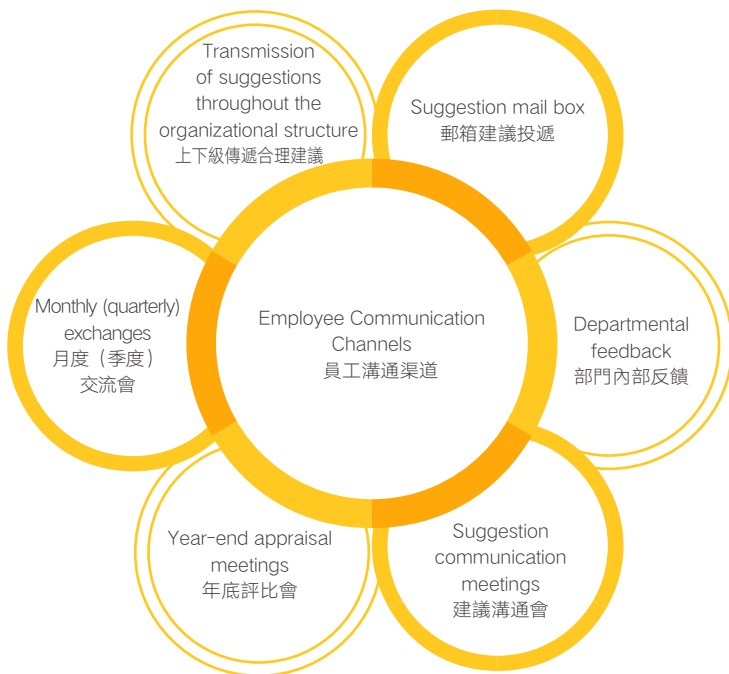 Transmission
of suggestions
throughout the
organizational structure
上下級傳遞合理建議
Suggestion mail box
郵箱建議投遞
Monthly (quarterly)
exchanges
月度（季度）
交流會
Employee Communication
Channels
員工溝通渠道
Departmental
feedback
部門內部反饋
Year-end appraisal
meetings
年底評比會
Suggestion
communication
meetings
建議溝通會